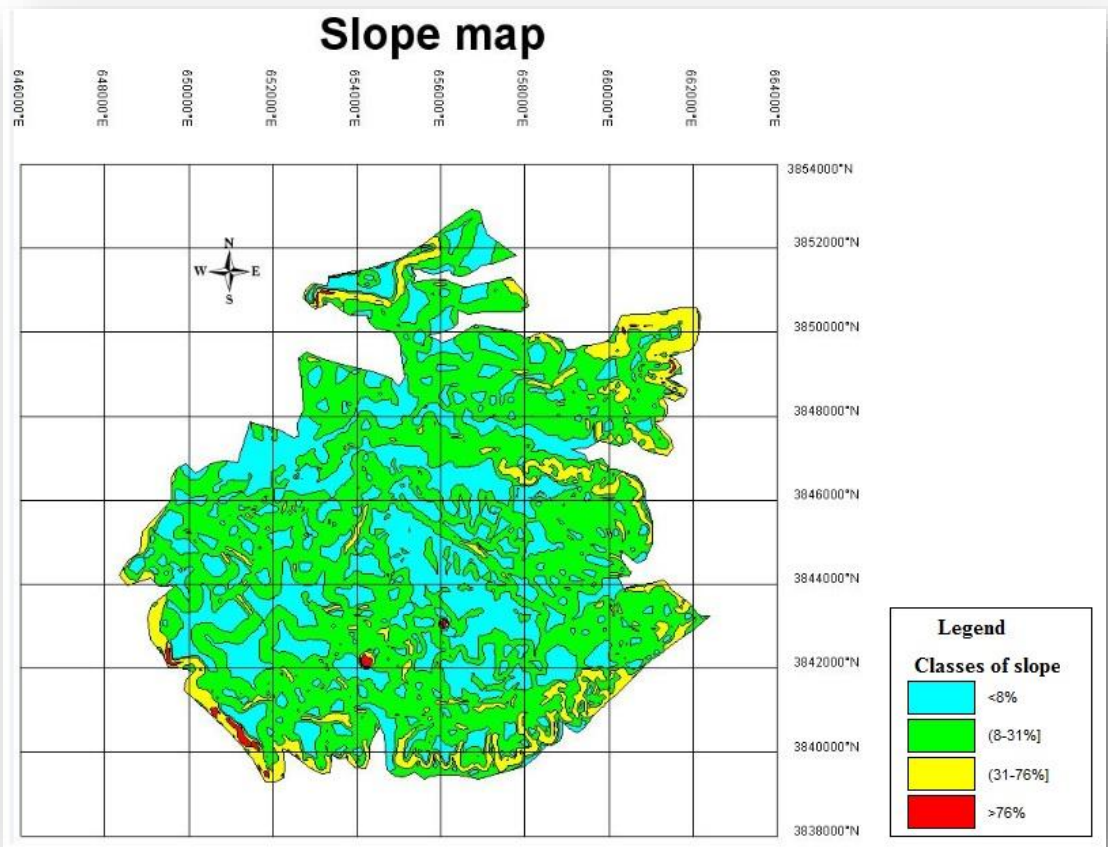 Slope map
646000°E
648000°E
650000°E
652000°E
654000°E
656000°E
658000°E
660000°E
662000°E
664000°E
3854000°N
3852000°N
3850000°N
3848000°N
3846000°N
3844000°N
3842000°N
3840000°N
3838000°N
N
W E
S
Legend
Classes of slope
<8%
(8-31%]
(31-76%]
>76%